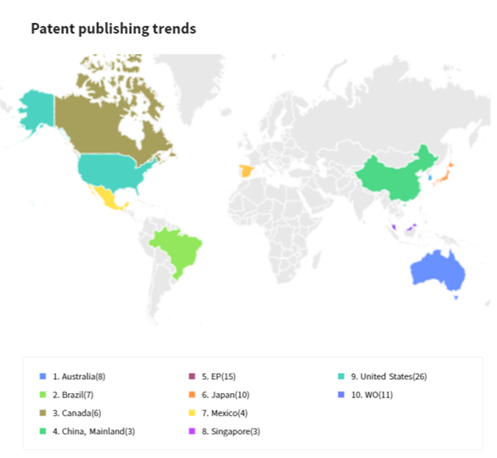 Patent publishing trends
1. Australia(8)
2. Brazil(7)
3. Canada(6)
4. China, Mainland(3)
5. EP(15)
6. Japan(10)
7. Mexico(4)
8. Singapore(3)
9. United States(26)
10. WO(11)